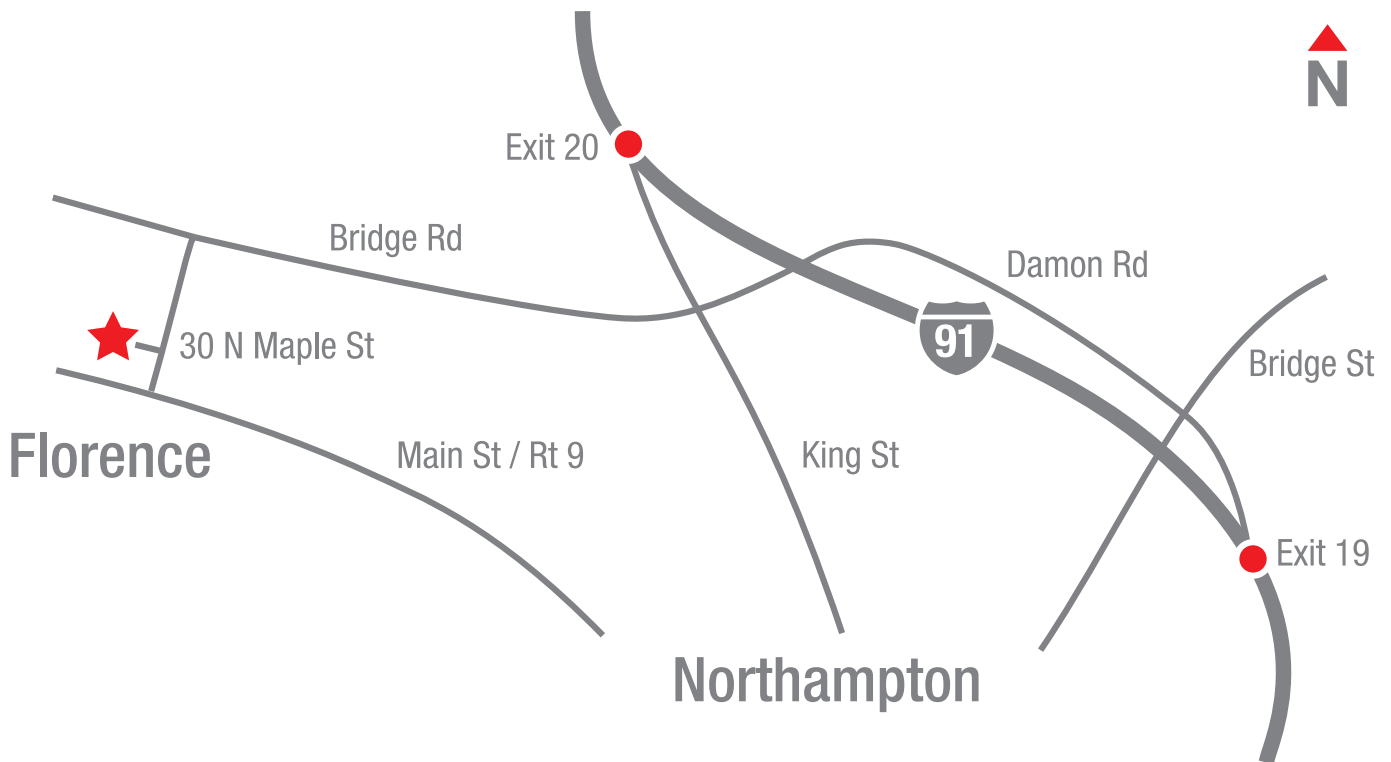 N
Exit 20
Bridge Rd
Damon Rd
91
30 N Maple St
Bridge St
Florence
Main St / Rt 9
King St
Exit 19
Northampton